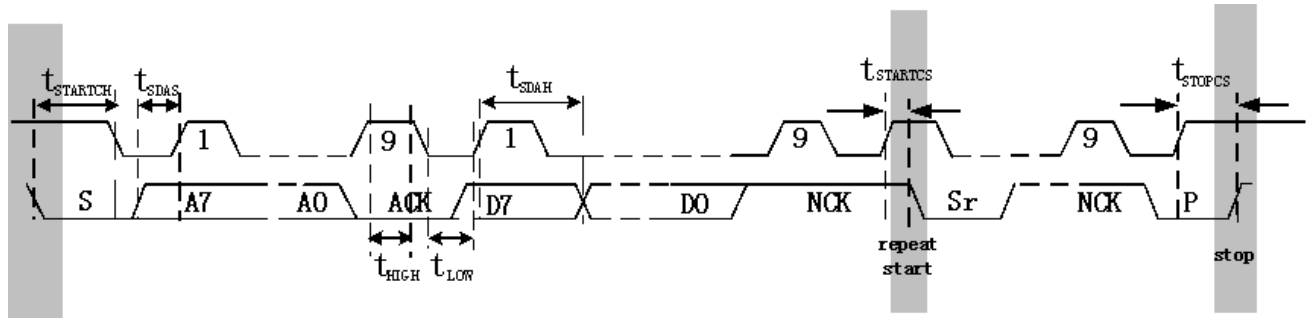 tSTARTCH tSDAS tSDAH tSTARTCS tSTOPCS
1 9 1 9 9
S A7 A0 ACK D7 D0 NCK Sr NCK P
tHIGH tLOW
repeat
start
stop